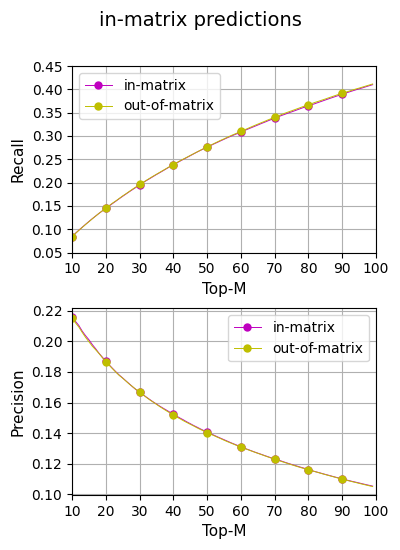 in-matrix predictions
0.45
0.40
0.35
0.30
0.25
0.20
0.15
0.10
0.05
Recall
in-matrix
out-of-matrix
10 20 30 40 50 60 70 80 90 100
Top-M
0.22
0.20
0.18
0.16
0.14
0.12
0.10
Precision
in-matrix
out-of-matrix
10 20 30 40 50 60 70 80 90 100
Top-M